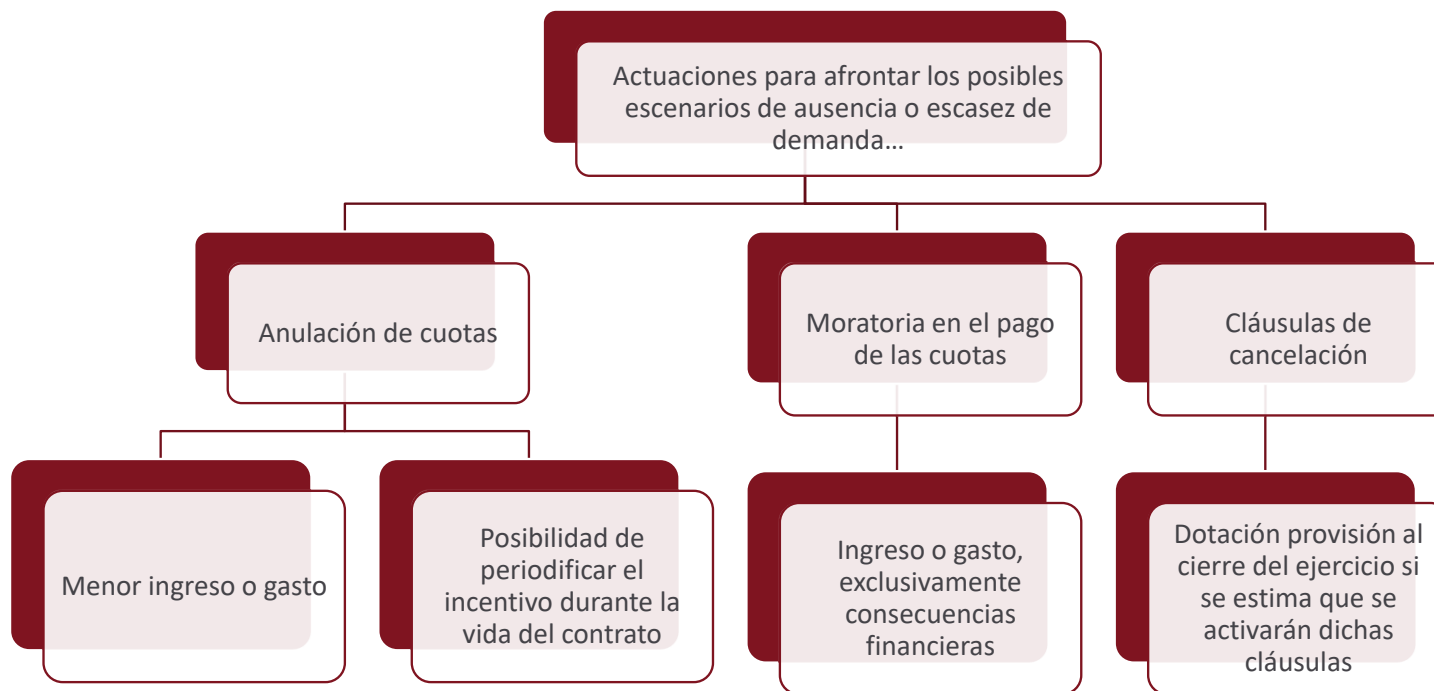 Actuaciones para afrontar los posibles
escenarios de ausencia o escasez de
demanda...
Anulación de cuotas
Moratoria en el pago
de las cuotas
Cláusulas de
cancelación
Menor ingreso o gasto
Posibilidad de
periodificar el
incentivo durante la
vida del contrato
Ingreso o gasto,
exclusivamente
consecuencias
financieras
Dotación provisión al
cierre del ejercicio si
se estima que se
activarán dichas
cláusulas